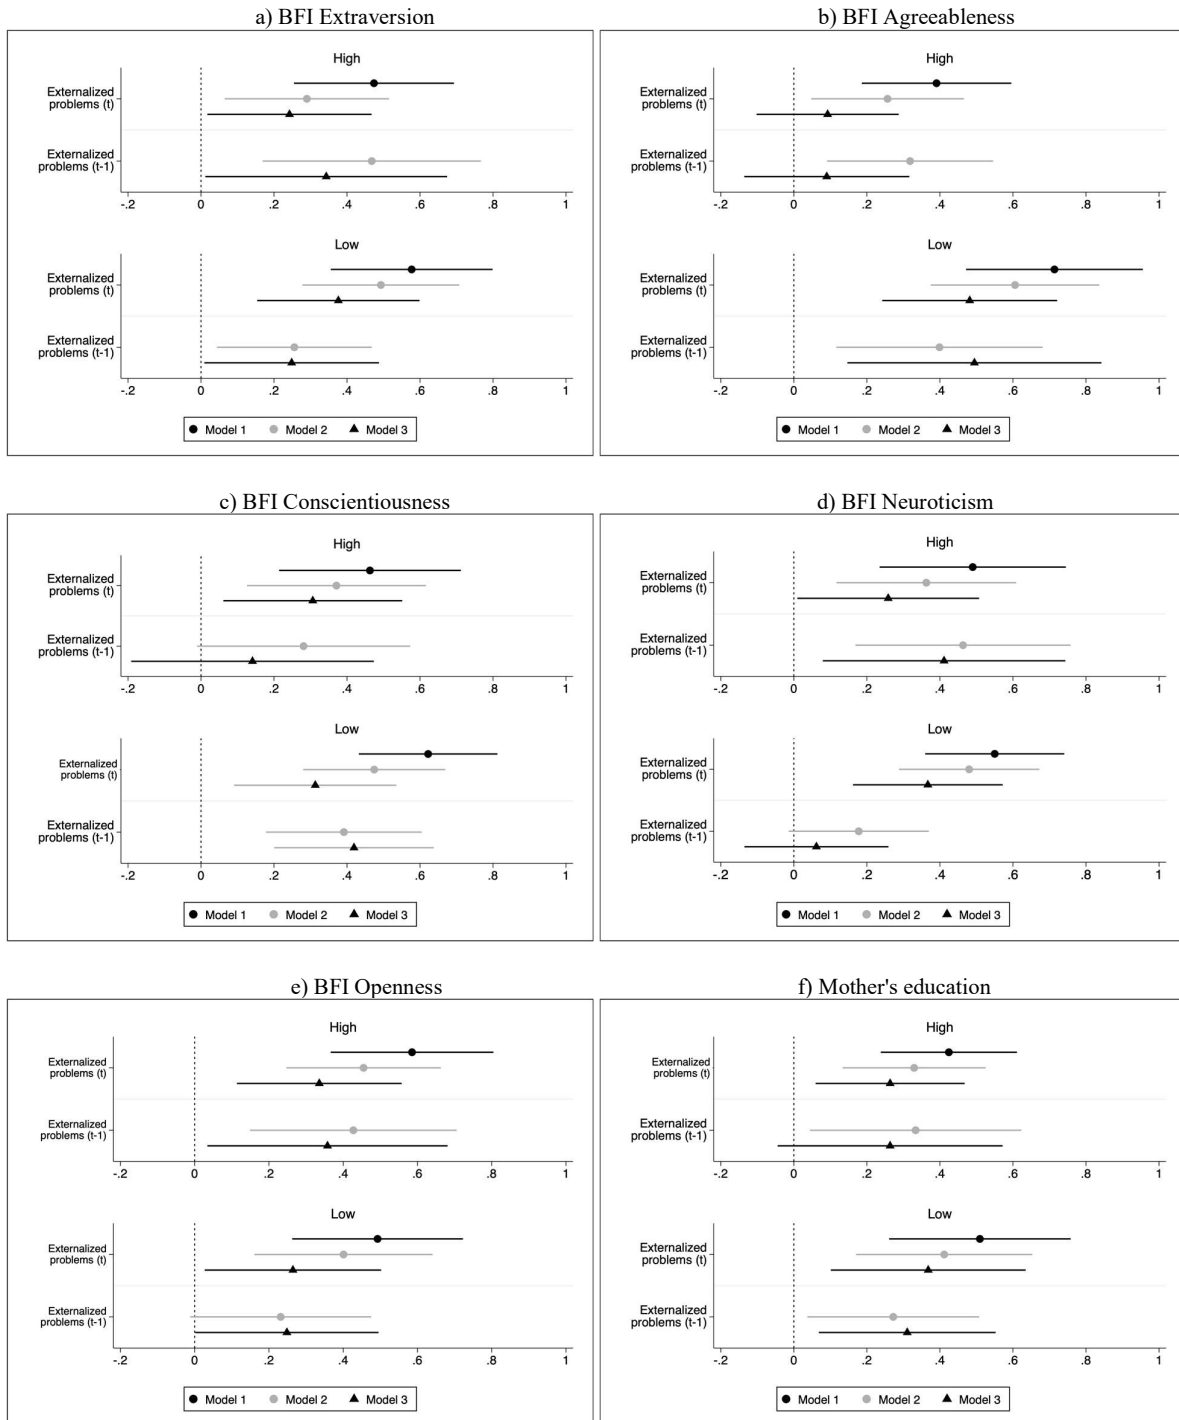 a) BFI Extraversion
High
Externalized
problems (t)
Externalized
problems (t-1)
-.2 0 .2 .4 .6 .8 1
Low
Externalized
problems (t)
Externalized
problems (t-1)
-.2 0 .2 .4 .6 .8 1
Model 1 Model 2 Model 3
b) BFI Agreeableness
High
Externalized
problems (t)
Externalized
problems (t-1)
-.2 0 .2 .4 .6 .8 1
Low
Externalized
problems (t)
Externalized
problems (t-1)
-.2 0 .2 .4 .6 .8 1
Model 1 Model 2 Model 3
c) BFI Conscientiousness
High
Externalized
problems (t)
Externalized
problems (t-1)
-.2 0 .2 .4 .6 .8 1
Low
Externalized
problems (t)
Externalized
problems (t-1)
-.2 0 .2 .4 .6 .8 1
Model 1 Model 2 Model 3
d) BFI Neuroticism
High
Externalized
problems (t)
Externalized
problems (t-1)
-.2 0 .2 .4 .6 .8 1
Low
Externalized
problems (t)
Externalized
problems (t-1)
-.2 0 .2 .4 .6 .8 1
Model 1 Model 2 Model 3
e) BFI Openness
High
Externalized
problems (t)
Externalized
problems (t-1)
-.2 0 .2 .4 .6 .8 1
Low
Externalized
problems (t)
Externalized
problems (t-1)
-.2 0 .2 .4 .6 .8 1
Model 1 Model 2 Model 3
f) Mother's education
High
Externalized
problems (t)
Externalized
problems (t-1)
-.2 0 .2 .4 .6 .8 1
Low
Externalized
problems (t)
Externalized
problems (t-1)
-.2 0 .2 .4 .6 .8 1
Model 1 Model 2 Model 3